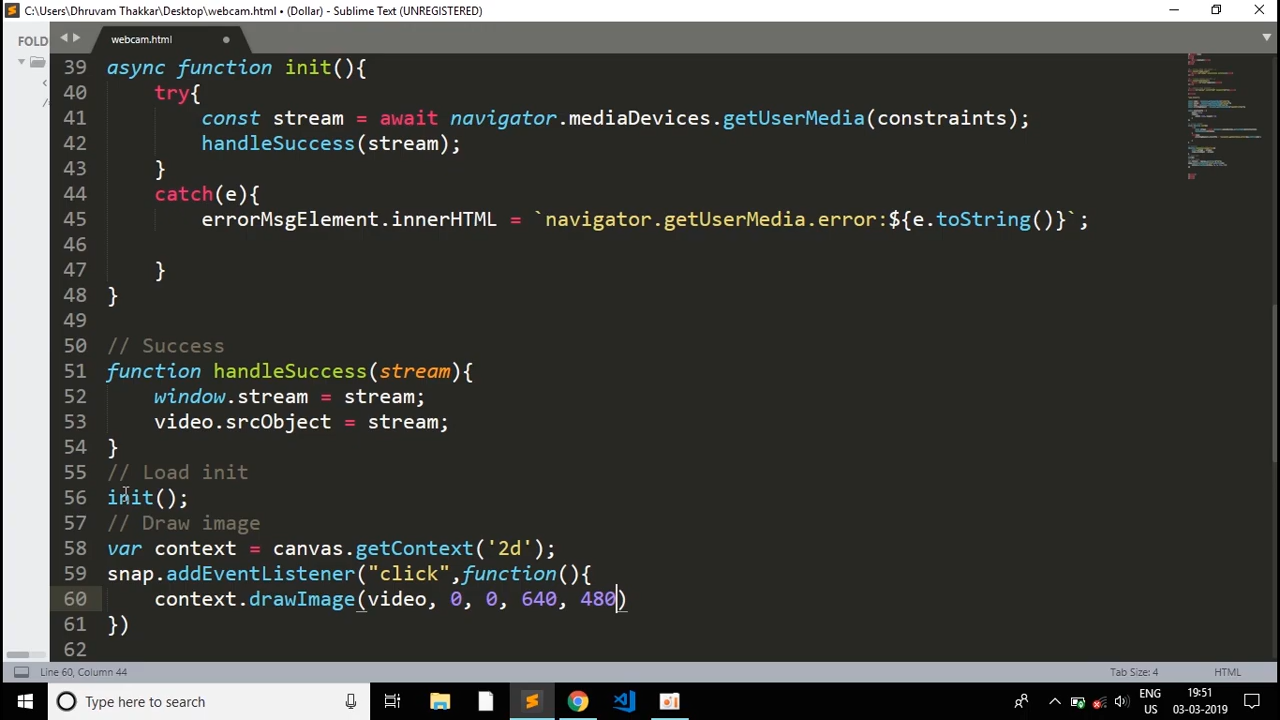 C:\Users\Dhruvam Thakkar\Desktop\webcam.html • (Dollar) - Sublime Text (UNREGISTERED)
FOLD
webcam.html
39 async function init(){
40 try{
41 const stream = await navigator.mediaDevices.getUserMedia(constraints);
42 handleSuccess(stream);
43 }
44 catch(e){
45 errorMsgElement.innerHTML = `navigator.getUserMedia.error:${e.toString()}`;
46
47 }
48 }
49
50 // Success
51 function handleSuccess(stream){
52 window.stream = stream;
53 video.srcObject = stream;
54 }
55 // Load init
56 init();
57 // Draw image
58 var context = canvas.getContext('2d');
59 snap.addEventListener("click",function(){
60 context.drawImage(video, 0, 0, 640, 480)
61 })
62
Line 60, Column 44
Tab Size: 4
HTML
Type here to search
ENG
US
19:51
03-03-2019